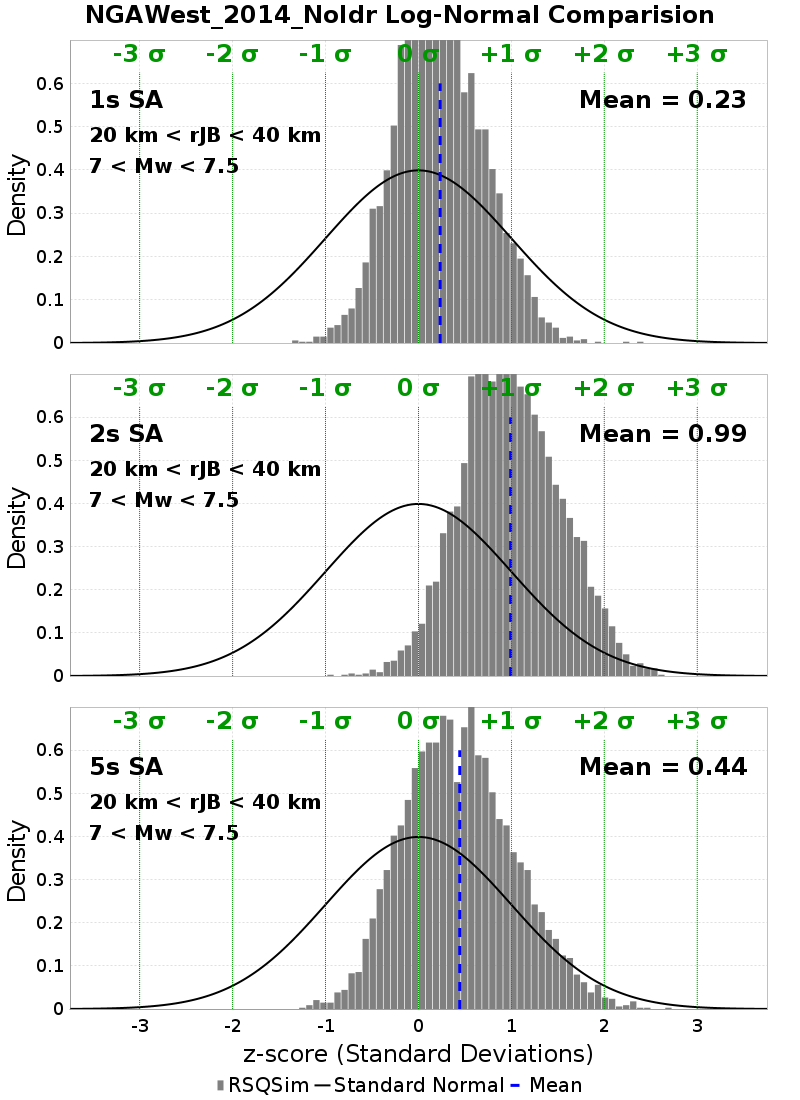 NGAWest_2014_NoIdr Log-Normal Comparision
-3 σ -2 σ -1 σ 0 σ +1 σ +2 σ +3 σ
0.6
1s SA Mean = 0.23
0.5
20 km < rJB < 40 km
7 < Mw < 7.5
0.4
Density
0.3
0.2
0.1
0
-3 σ -2 σ -1 σ 0 σ +1 σ +2 σ +3 σ
0.6
2s SA Mean = 0.99
0.5
20 km < rJB < 40 km
7 < Mw < 7.5
0.4
Density
0.3
0.2
0.1
0
-3 σ -2 σ -1 σ 0 σ +1 σ +2 σ +3 σ
0.6
5s SA Mean = 0.44
0.5
20 km < rJB < 40 km
7 < Mw < 7.5
0.4
Density
0.3
0.2
0.1
0
-3 -2 -1 0 1 2 3
z-score (Standard Deviations)
RSQSim Standard Normal Mean